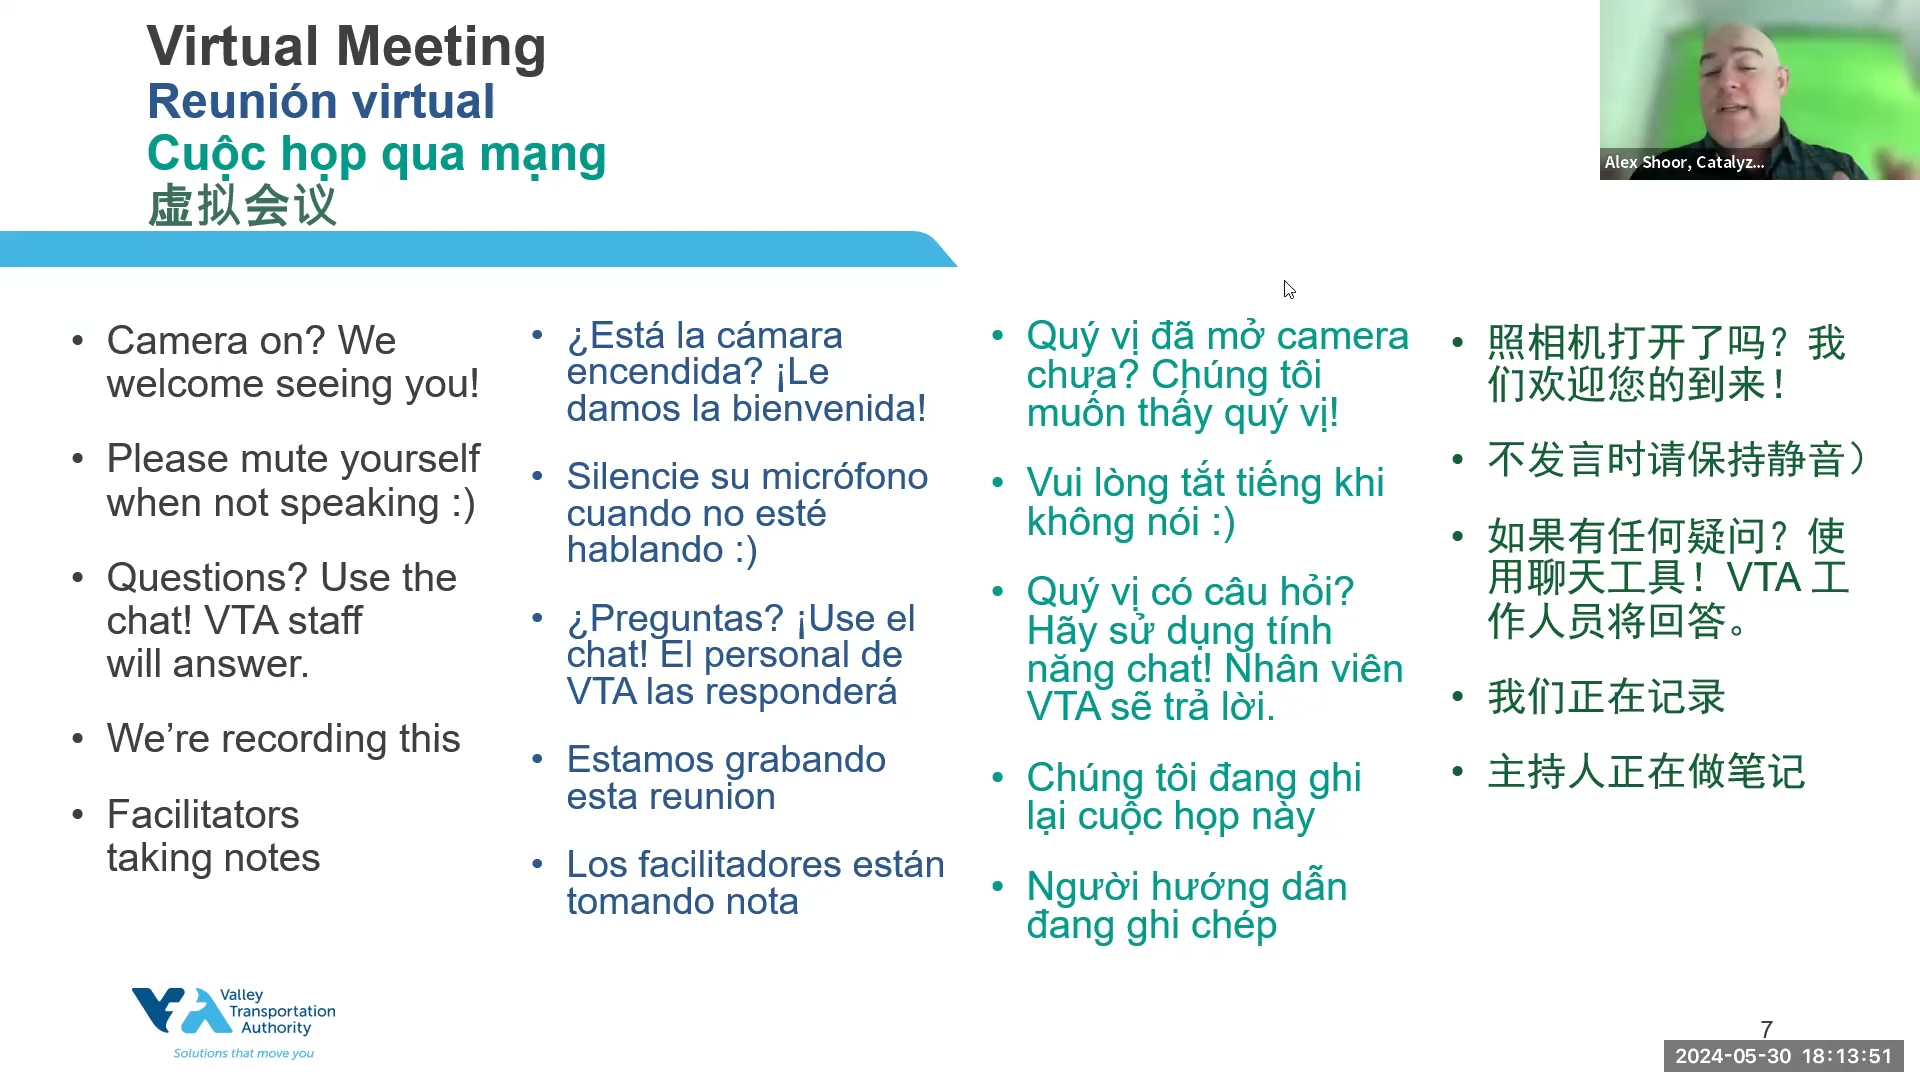 Virtual Meeting
Reunión virtual
Cuộc họp qua mạng
虚拟会议
Alex Shoor, Catalyz...
• Camera on? We
welcome seeing you!
• Please mute yourself
when not speaking :)
• Questions? Use the
chat! VTA staff
will answer.
• We’re recording this
• Facilitators
taking notes
• ¿Está la cámara
encendida? ¡Le
damos la bienvenida!
• Silencie su micrófono
cuando no esté
hablando :)
• ¿Preguntas? ¡Use el
chat! El personal de
VTA las responderá
• Estamos grabando
esta reunion
• Los facilitadores están
tomando nota
• Quý vị đã mở camera
chưa? Chúng tôi
muốn thấy quý vị!
• Vui lòng tắt tiếng khi
không nói :)
• Quý vị có câu hỏi?
Hãy sử dụng tính
năng chat! Nhân viên
VTA sẽ trả lời.
• Chúng tôi đang ghi
lại cuộc họp này
• Người hướng dẫn
đang ghi chép
• 照相机打开了吗？我
们欢迎您的到来！
• 不发言时请保持静音）
• 如果有任何疑问？使
用聊天工具！VTA 工
作人员将回答。
• 我们正在记录
• 主持人正在做笔记
VTA
Valley
Transportation
Authority
Solutions that move you
7
2024-05-30 18:13:51